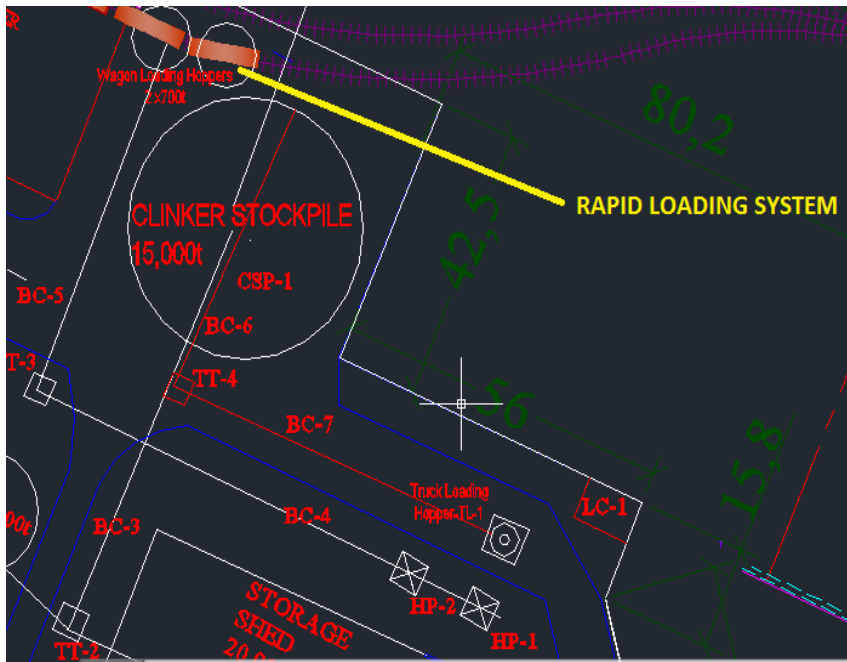 Wagon Loading Hoppers
2 x700t
80,2
RAPID LOADING SYSTEM
CLINKER STOCKPILE
15,000t
42,5
CSP-1
BC-5
BC-6
TT-4
BC-7
56
15,8
Truck Loading
Hopper-TL-1
LC-1
BC-3
BC-4
HP-2
STORAGE
SHED
HP-1
TT-2